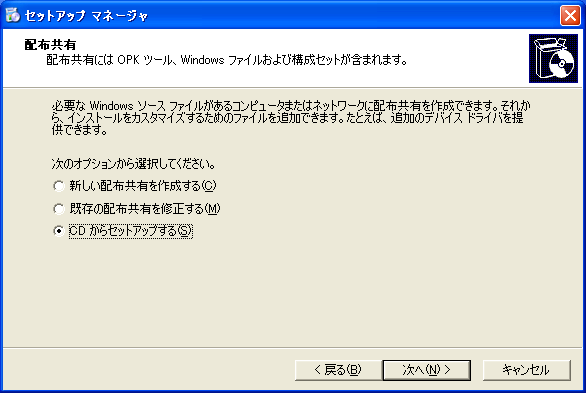 セットアップ マネージャ
配布共有
配布共有には OPK ツール、Windows ファイルおよび構成セットが含まれます。
必要な Windows ソース ファイルがあるコンピュータまたはネットワークに配布共有を作成できます。それか
ら、インストールをカスタマイズするためのファイルを追加できます。たとえば、追加のデバイス ドライバを提
供できます。
次のオプションから選択してください。
新しい配布共有を作成する(C)
既存の配布共有を修正する(M)
CD からセットアップする(S)
< 戻る(B)
次へ(N) >
キャンセル